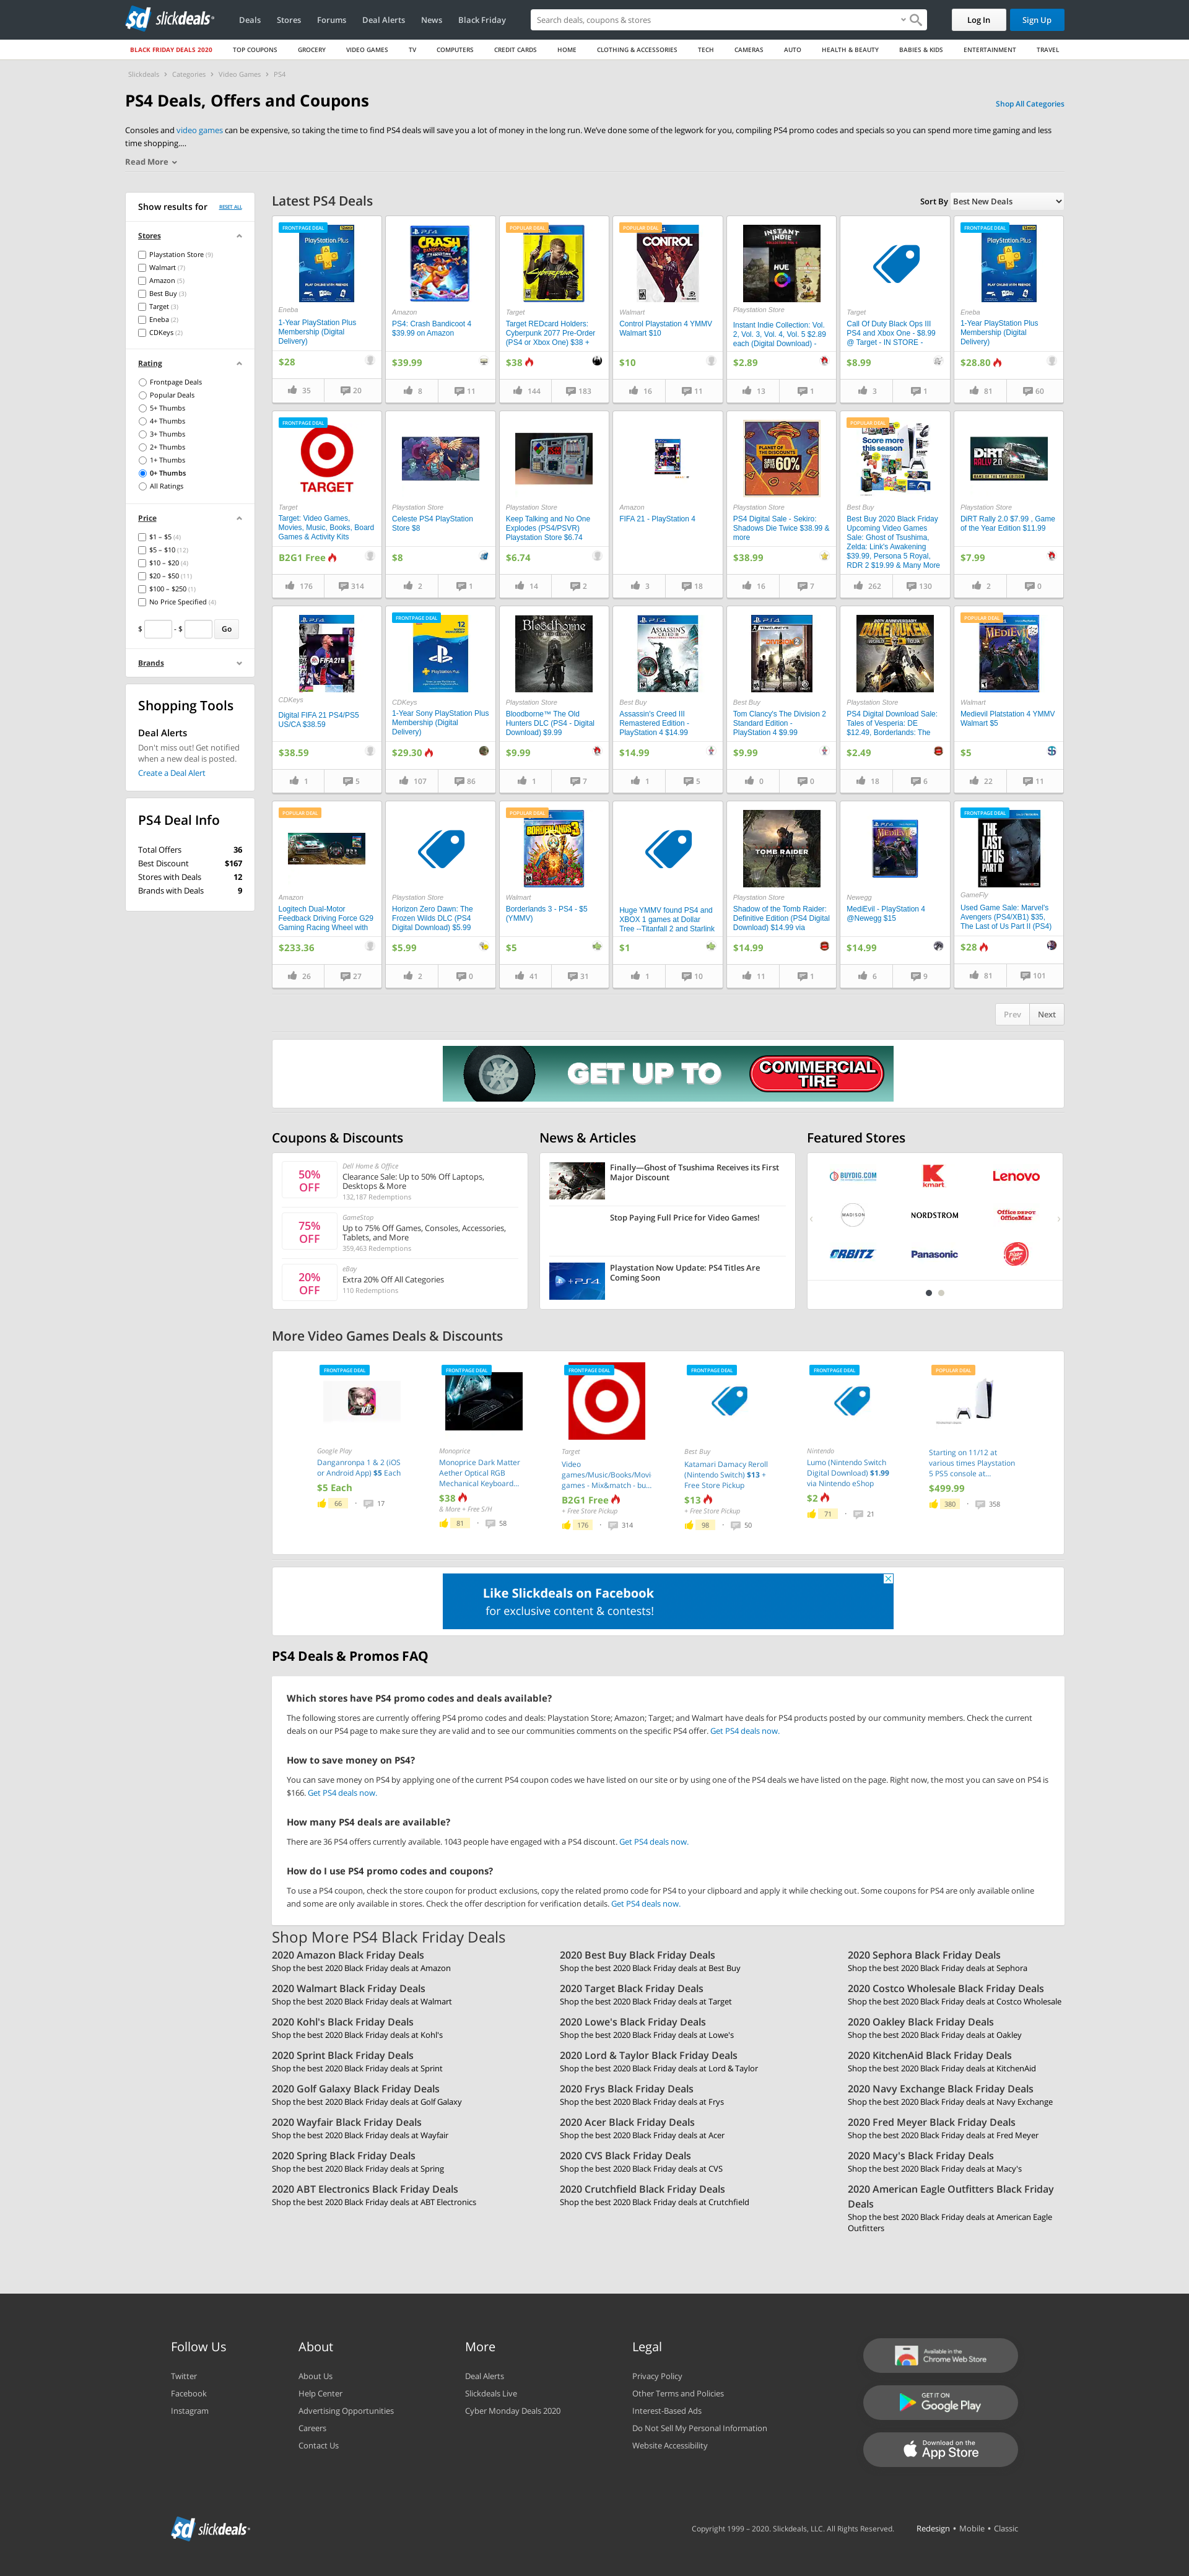 slickdeals
Deals
Stores
Forums
Deal Alerts
News
Black Friday
Search deals, coupons & stores
Log In
Sign Up
BLACK FRIDAY DEALS 2020
TOP COUPONS
GROCERY
VIDEO GAMES
TV
COMPUTERS
CREDIT CARDS
HOME
CLOTHING & ACCESSORIES
TECH
CAMERAS
AUTO
HEALTH & BEAUTY
BABIES & KIDS
ENTERTAINMENT
TRAVEL
Slickdeals > Categories > Video Games > PS4
PS4 Deals, Offers and Coupons
Shop All Categories
Consoles and video games can be expensive, so taking the time to find PS4 deals will save you a lot of money in the long run. We've done some of the legwork for you, compiling PS4 promo codes and specials so you can spend more time gaming and less
time shopping....
Read More
Show results for
RESET ALL
Stores
Playstation Store (9)
Walmart (7)
Amazon (5)
Best Buy (3)
Target (3)
Eneba (2)
CDKeys (2)
Rating
Frontpage Deals
Popular Deals
5+ Thumbs
4+ Thumbs
3+ Thumbs
2+ Thumbs
1+ Thumbs
0+ Thumbs
All Ratings
Price
$1 – $5 (4)
$5 – $10 (12)
$10 – $20 (4)
$20 – $50 (11)
$100 – $250 (1)
No Price Specified (4)
$ - $ Go
Brands
Shopping Tools
Deal Alerts
Don't miss out! Get notified
when a new deal is posted.
Create a Deal Alert
PS4 Deal Info
Total Offers 36
Best Discount $167
Stores with Deals 12
Brands with Deals 9
Latest PS4 Deals
Sort By Best New Deals
FRONTPAGE DEAL
Eneba
1-Year PlayStation Plus
Membership (Digital
Delivery)
$28
35
20
Amazon
PS4: Crash Bandicoot 4
$39.99 on Amazon
$39.99
8
11
POPULAR DEAL
Target
Target REDcard Holders:
Cyberpunk 2077 Pre-Order
(PS4 or Xbox One) $38 +
$38
144
183
POPULAR DEAL
CONTROL
Walmart
Control Playstation 4 YMMV
Walmart $10
$10
16
11
INSTANT
INDIE
HUE
Playstation Store
Instant Indie Collection: Vol.
2, Vol. 3, Vol. 4, Vol. 5 $2.89
each (Digital Download) -
$2.89
13
1
Target
Call Of Duty Black Ops III
PS4 and Xbox One - $8.99
@ Target - IN STORE -
$8.99
3
1
FRONTPAGE DEAL
Eneba
1-Year PlayStation Plus
Membership (Digital
Delivery)
$28.80
81
60
FRONTPAGE DEAL
TARGET
Target
Target: Video Games,
Movies, Music, Books, Board
Games & Activity Kits
B2G1 Free
176
314
Playstation Store
Celeste PS4 PlayStation
Store $8
$8
2
1
Playstation Store
Keep Talking and No One
Explodes (PS4/PSVR)
Playstation Store $6.74
$6.74
14
2
Amazon
FIFA 21 - PlayStation 4
3
18
PLANET OF
THE DISCOUNTS
60%
Playstation Store
PS4 Digital Sale - Sekiro:
Shadows Die Twice $38.99 &
more
$38.99
16
7
POPULAR DEAL
Score more
this season
Best Buy
Best Buy 2020 Black Friday
Upcoming Video Games
Sale: Ghost of Tsushima,
Zelda: Link's Awakening
$39.99, Persona 5 Royal,
RDR 2 $19.99 & Many More
262
130
DiRT
RALLY 2.0
Playstation Store
DiRT Rally 2.0 $7.99 , Game
of the Year Edition $11.99
$7.99
2
0
FIFA 21
CDKeys
Digital FIFA 21 PS4/PS5
US/CA $38.59
$38.59
1
5
FRONTPAGE DEAL
12
CDKeys
1-Year Sony PlayStation Plus
Membership (Digital
Delivery)
$29.30
107
86
Bloodborne
Playstation Store
Bloodborne™ The Old
Hunters DLC (PS4 - Digital
Download) $9.99
$9.99
1
7
ASSASSIN'S
CREED III
Best Buy
Assassin's Creed III
Remastered Edition -
PlayStation 4 $14.99
$14.99
1
5
Best Buy
Tom Clancy's The Division 2
Standard Edition -
PlayStation 4 $9.99
$9.99
0
0
DUKE NUKEM
Playstation Store
PS4 Digital Download Sale:
Tales of Vesperia: DE
$12.49, Borderlands: The
$2.49
18
6
POPULAR DEAL
MEDIEVIL
Walmart
Medievil Platstation 4 YMMV
Walmart $5
$5
22
11
POPULAR DEAL
Amazon
Logitech Dual-Motor
Feedback Driving Force G29
Gaming Racing Wheel with
$233.36
26
27
Playstation Store
Horizon Zero Dawn: The
Frozen Wilds DLC (PS4
Digital Download) $5.99
$5.99
2
0
POPULAR DEAL
BORDERLANDS 3
Walmart
Borderlands 3 - PS4 - $5
(YMMV)
$5
41
31
Huge YMMV found PS4 and
XBOX 1 games at Dollar
Tree --Titanfall 2 and Starlink
$1
1
10
TOMB RAIDER
Playstation Store
Shadow of the Tomb Raider:
Definitive Edition (PS4 Digital
Download) $14.99 via
$14.99
11
1
Newegg
MediEvil - PlayStation 4
@Newegg $15
$14.99
6
9
FRONTPAGE DEAL
THE
LAST
OF US
PART II
GameFly
Used Game Sale: Marvel's
Avengers (PS4/XB1) $35,
The Last of Us Part II (PS4)
$28
81
101
Prev
Next
GET UP TO
COMMERCIAL
TIRE
Coupons & Discounts
50%
OFF
Dell Home & Office
Clearance Sale: Up to 50% Off Laptops,
Desktops & More
132,187 Redemptions
75%
OFF
GameStop
Up to 75% Off Games, Consoles, Accessories,
Tablets, and More
359,463 Redemptions
20%
OFF
eBay
Extra 20% Off All Categories
110 Redemptions
News & Articles
Finally—Ghost of Tsushima Receives its First
Major Discount
Stop Paying Full Price for Video Games!
+ PS4
Playstation Now Update: PS4 Titles Are
Coming Soon
Featured Stores
BUYDIG.COM
kmart
Lenovo
MADISON
NORDSTROM
Office DEPOT
OfficeMax
ORBITZ
Panasonic
More Video Games Deals & Discounts
FRONTPAGE DEAL
Google Play
Danganronpa 1 & 2 (iOS
or Android App) $5 Each
$5 Each
66
17
FRONTPAGE DEAL
Monoprice
Monoprice Dark Matter
Aether Optical RGB
Mechanical Keyboard...
$38
& More + Free S/H
81
58
FRONTPAGE DEAL
Target
Video
games/Music/Books/Movi
games - Mix&match - bu...
B2G1 Free
+ Free Store Pickup
176
314
FRONTPAGE DEAL
Best Buy
Katamari Damacy Reroll
(Nintendo Switch) $13 +
Free Store Pickup
$13
+ Free Store Pickup
98
50
FRONTPAGE DEAL
Nintendo
Lumo (Nintendo Switch
Digital Download) $1.99
via Nintendo eShop
$2
71
21
POPULAR DEAL
Starting on 11/12 at
various times Playstation
5 PS5 console at...
$499.99
380
358
Like Slickdeals on Facebook
for exclusive content & contests!
PS4 Deals & Promos FAQ
Which stores have PS4 promo codes and deals available?
The following stores are currently offering PS4 promo codes and deals: Playstation Store; Amazon; Target; and Walmart have deals for PS4 products posted by our community members. Check the current
deals on our PS4 page to make sure they are valid and to see our communities comments on the specific PS4 offer. Get PS4 deals now.
How to save money on PS4?
You can save money on PS4 by applying one of the current PS4 coupon codes we have listed on our site or by using one of the PS4 deals we have listed on the page. Right now, the most you can save on PS4 is
$166. Get PS4 deals now.
How many PS4 deals are available?
There are 36 PS4 offers currently available. 1043 people have engaged with a PS4 discount. Get PS4 deals now.
How do I use PS4 promo codes and coupons?
To use a PS4 coupon, check the store coupon for product exclusions, copy the related promo code for PS4 to your clipboard and apply it while checking out. Some coupons for PS4 are only available online
and some are only available in stores. Check the offer description for verification details. Get PS4 deals now.
Shop More PS4 Black Friday Deals
2020 Amazon Black Friday Deals
Shop the best 2020 Black Friday deals at Amazon
2020 Best Buy Black Friday Deals
Shop the best 2020 Black Friday deals at Best Buy
2020 Sephora Black Friday Deals
Shop the best 2020 Black Friday deals at Sephora
2020 Walmart Black Friday Deals
Shop the best 2020 Black Friday deals at Walmart
2020 Target Black Friday Deals
Shop the best 2020 Black Friday deals at Target
2020 Costco Wholesale Black Friday Deals
Shop the best 2020 Black Friday deals at Costco Wholesale
2020 Kohl's Black Friday Deals
Shop the best 2020 Black Friday deals at Kohl's
2020 Lowe's Black Friday Deals
Shop the best 2020 Black Friday deals at Lowe's
2020 Oakley Black Friday Deals
Shop the best 2020 Black Friday deals at Oakley
2020 Sprint Black Friday Deals
Shop the best 2020 Black Friday deals at Sprint
2020 Lord & Taylor Black Friday Deals
Shop the best 2020 Black Friday deals at Lord & Taylor
2020 KitchenAid Black Friday Deals
Shop the best 2020 Black Friday deals at KitchenAid
2020 Golf Galaxy Black Friday Deals
Shop the best 2020 Black Friday deals at Golf Galaxy
2020 Frys Black Friday Deals
Shop the best 2020 Black Friday deals at Frys
2020 Navy Exchange Black Friday Deals
Shop the best 2020 Black Friday deals at Navy Exchange
2020 Wayfair Black Friday Deals
Shop the best 2020 Black Friday deals at Wayfair
2020 Acer Black Friday Deals
Shop the best 2020 Black Friday deals at Acer
2020 Fred Meyer Black Friday Deals
Shop the best 2020 Black Friday deals at Fred Meyer
2020 Spring Black Friday Deals
Shop the best 2020 Black Friday deals at Spring
2020 CVS Black Friday Deals
Shop the best 2020 Black Friday deals at CVS
2020 Macy's Black Friday Deals
Shop the best 2020 Black Friday deals at Macy's
2020 ABT Electronics Black Friday Deals
Shop the best 2020 Black Friday deals at ABT Electronics
2020 Crutchfield Black Friday Deals
Shop the best 2020 Black Friday deals at Crutchfield
2020 American Eagle Outfitters Black Friday
Deals
Shop the best 2020 Black Friday deals at American Eagle
Outfitters
Follow Us
Twitter
Facebook
Instagram
About
About Us
Help Center
Advertising Opportunities
Careers
Contact Us
More
Deal Alerts
Slickdeals Live
Cyber Monday Deals 2020
Legal
Privacy Policy
Other Terms and Policies
Interest-Based Ads
Do Not Sell My Personal Information
Website Accessibility
Available in the
Chrome Web Store
GET IT ON
Google Play
Download on the
App Store
slickdeals
Copyright 1999 – 2020. Slickdeals, LLC. All Rights Reserved.
Redesign • Mobile • Classic